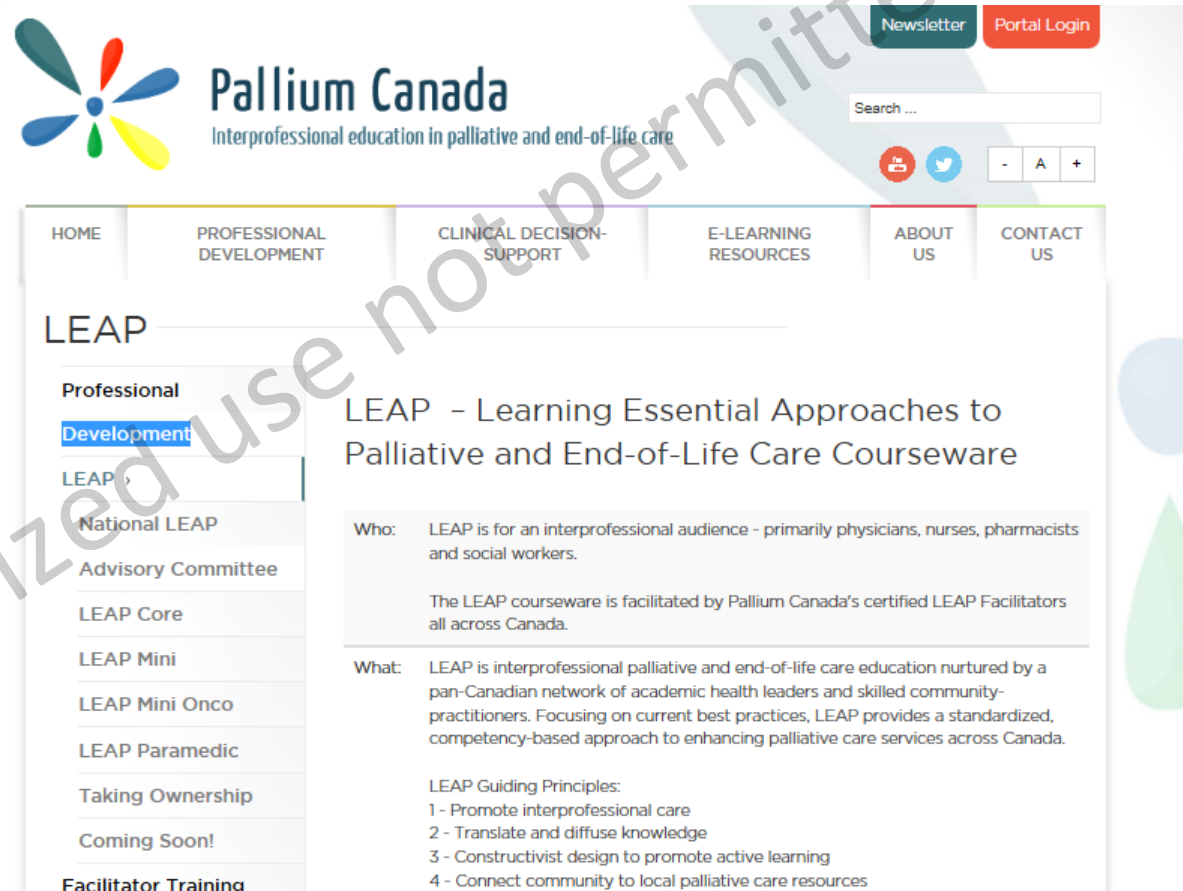 Newsletter
Portal Login
Pallium Canada
Interprofessional education in palliative and end-of-life care
Search ...
- A +
HOME
PROFESSIONAL
DEVELOPMENT
CLINICAL DECISION-
SUPPORT
E-LEARNING
RESOURCES
ABOUT
US
CONTACT
US
LEAP
Professional
Development
LEAP ›
National LEAP
Advisory Committee
LEAP Core
LEAP Mini
LEAP Mini Onco
LEAP Paramedic
Taking Ownership
Coming Soon!
Facilitator Training
LEAP – Learning Essential Approaches to
Palliative and End-of-Life Care Courseware
Who: LEAP is for an interprofessional audience - primarily physicians, nurses, pharmacists
and social workers.
The LEAP courseware is facilitated by Pallium Canada's certified LEAP Facilitators
all across Canada.
What: LEAP is interprofessional palliative and end-of-life care education nurtured by a
pan-Canadian network of academic health leaders and skilled community-
practitioners. Focusing on current best practices, LEAP provides a standardized,
competency-based approach to enhancing palliative care services across Canada.
LEAP Guiding Principles:
1 - Promote interprofessional care
2 - Translate and diffuse knowledge
3 - Constructivist design to promote active learning
4 - Connect community to local palliative care resources
use not permitte